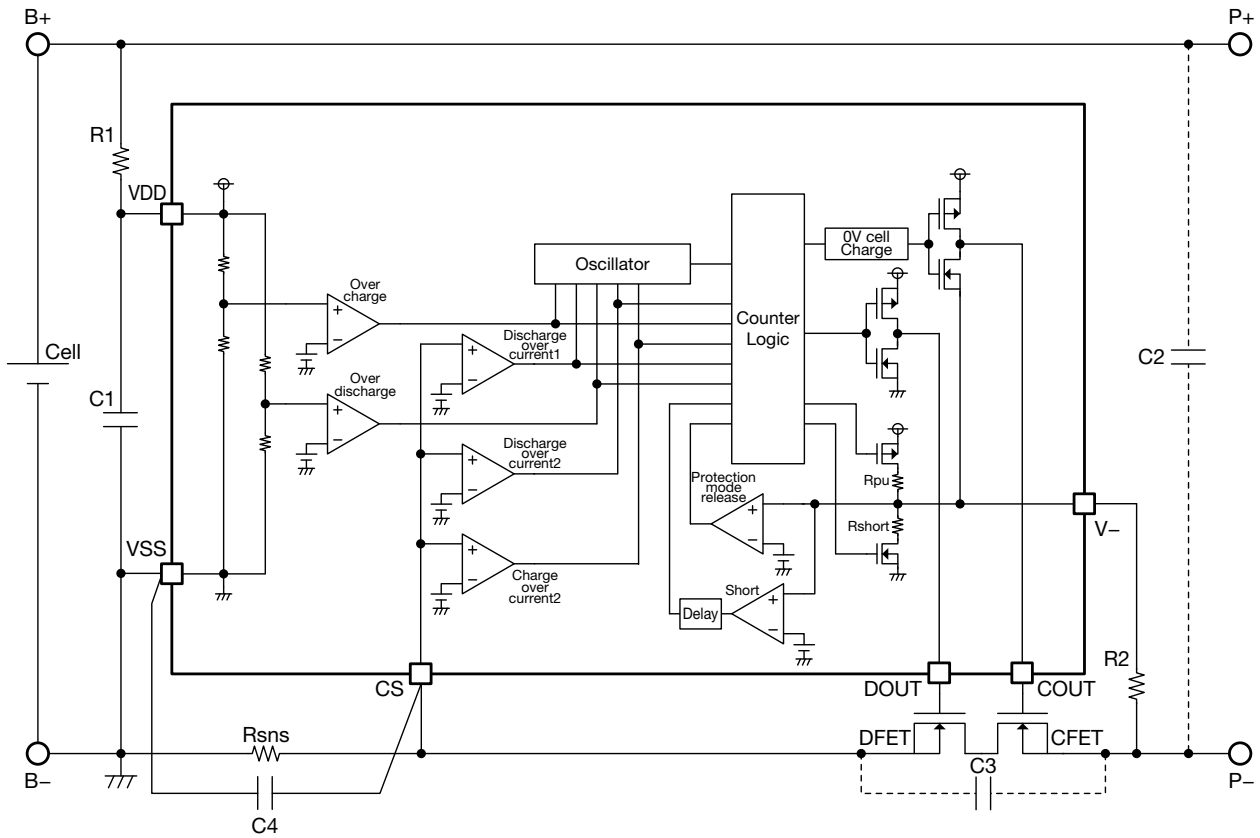 B+
P+
R1
VDD
0V cell
Charge
Oscillator
Over
charge
Counter
Logic
Discharge
over
current1
Cell
C2
Over
discharge
C1
+
−
+
−
+
−
Discharge
over
current2
Rpu
Protection
mode
release
+
−
+
−
Rshort
V−
VSS
+
−
Charge
over
current2
Short
Delay
+
−
CS
DOUT
COUT
R2
Rsns
DFET
CFET
C3
B−
P−
C4